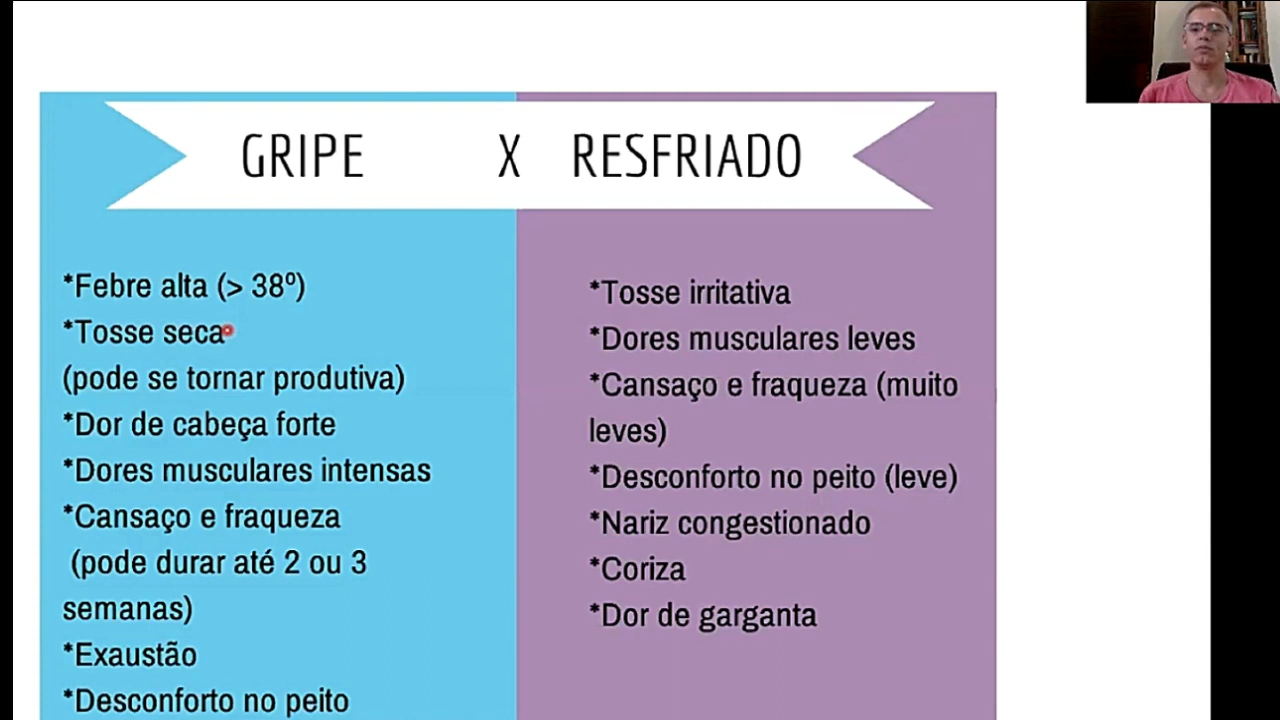 GRIPE X RESFRIADO
*Febre alta (> 38º)
*Tosse seca
(pode se tornar produtiva)
*Dor de cabeça forte
*Dores musculares intensas
*Cansaço e fraqueza
(pode durar até 2 ou 3
semanas)
*Exaustão
*Desconforto no peito
*Tosse irritativa
*Dores musculares leves
*Cansaço e fraqueza (muito
leves)
*Desconforto no peito (leve)
*Nariz congestionado
*Coriza
*Dor de garganta